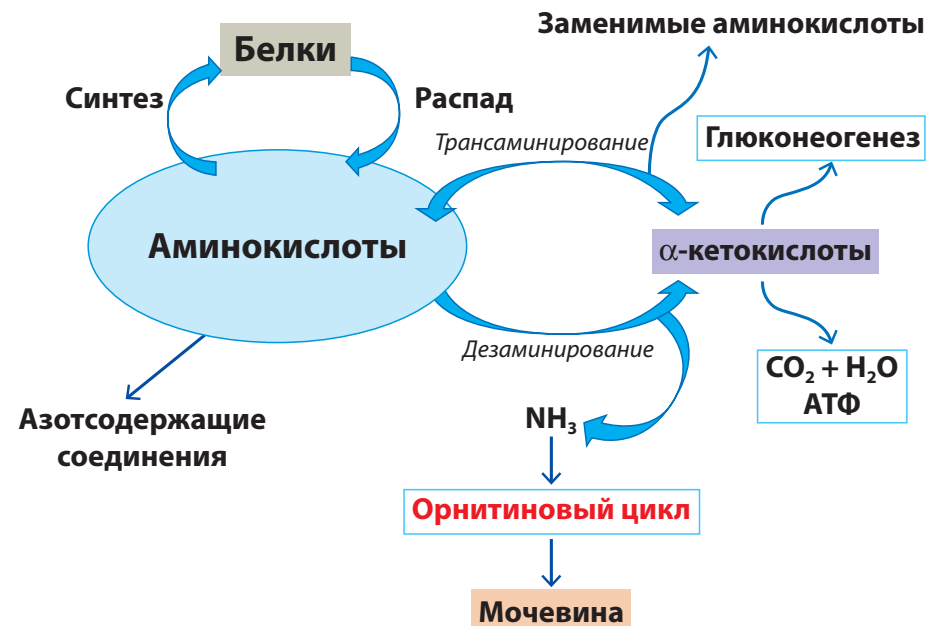 Заменимые аминокислоты
Белки
Синтез
Распад
Трансаминирование
Глюконеогенез
Аминокислоты
α-кетокислоты
Дезаминирование
CO₂ + H₂O
АТФ
Азотсодержащие
соединения
NH₃
Орнитиновый цикл
Мочевина